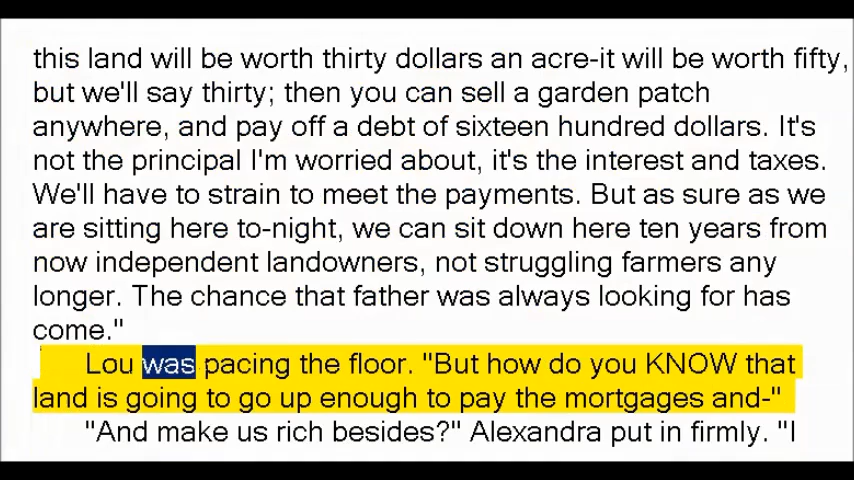 this land will be worth thirty dollars an acre-it will be worth fifty,
but we'll say thirty; then you can sell a garden patch
anywhere, and pay off a debt of sixteen hundred dollars. It's
not the principal I'm worried about, it's the interest and taxes.
We'll have to strain to meet the payments. But as sure as we
are sitting here to-night, we can sit down here ten years from
now independent landowners, not struggling farmers any
longer. The chance that father was always looking for has
come."
Lou was pacing the floor. "But how do you KNOW that
land is going to go up enough to pay the mortgages and-"
"And make us rich besides?" Alexandra put in firmly. "I